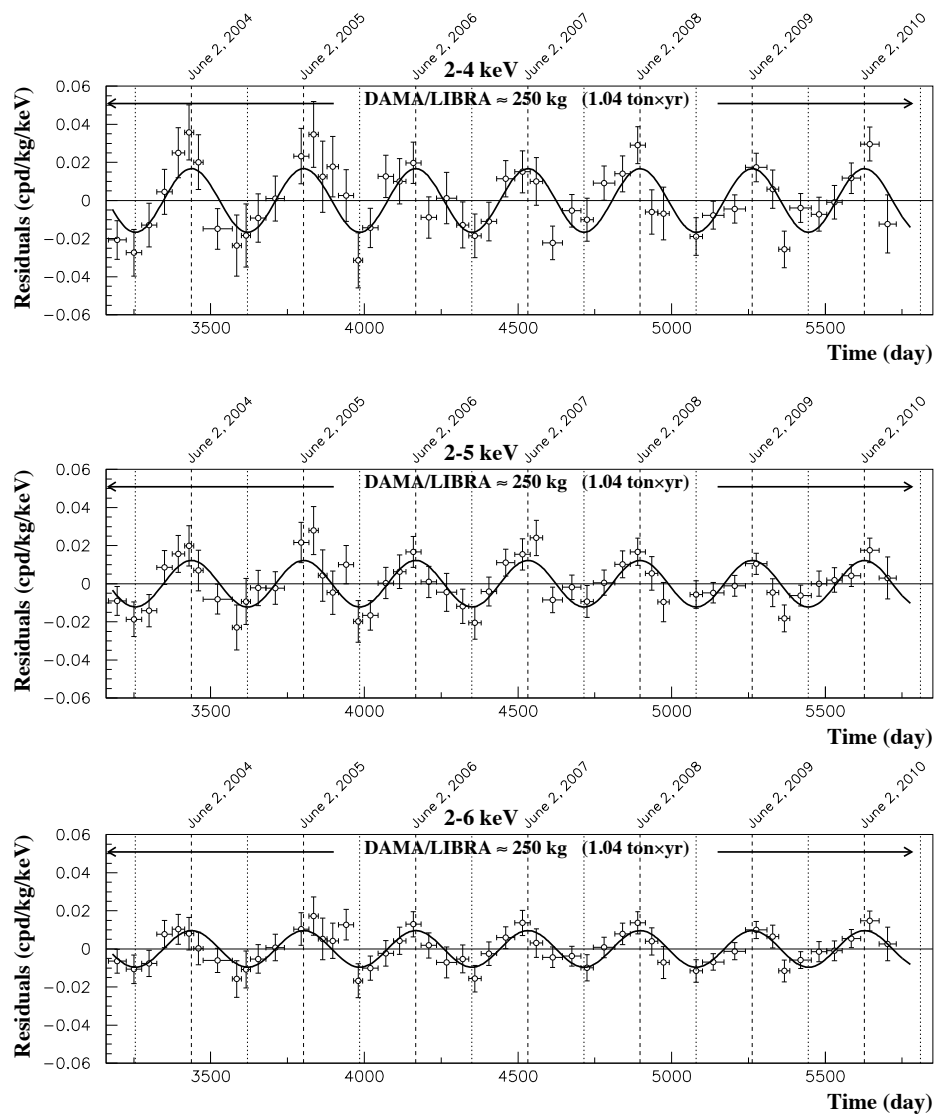 June 2, 2004 June 2, 2005 June 2, 2006 June 2, 2007 June 2, 2008 June 2, 2009 June 2, 2010
2-4 keV
DAMA/LIBRA ≈ 250 kg (1.04 ton×yr)
Residuals (cpd/kg/keV)
0.06
0.04
0.02
0
−0.02
−0.04
−0.06
3500 4000 4500 5000 5500
Time (day)
June 2, 2004 June 2, 2005 June 2, 2006 June 2, 2007 June 2, 2008 June 2, 2009 June 2, 2010
2-5 keV
DAMA/LIBRA ≈ 250 kg (1.04 ton×yr)
Residuals (cpd/kg/keV)
0.06
0.04
0.02
0
−0.02
−0.04
−0.06
3500 4000 4500 5000 5500
Time (day)
June 2, 2004 June 2, 2005 June 2, 2006 June 2, 2007 June 2, 2008 June 2, 2009 June 2, 2010
2-6 keV
DAMA/LIBRA ≈ 250 kg (1.04 ton×yr)
Residuals (cpd/kg/keV)
0.06
0.04
0.02
0
−0.02
−0.04
−0.06
3500 4000 4500 5000 5500
Time (day)